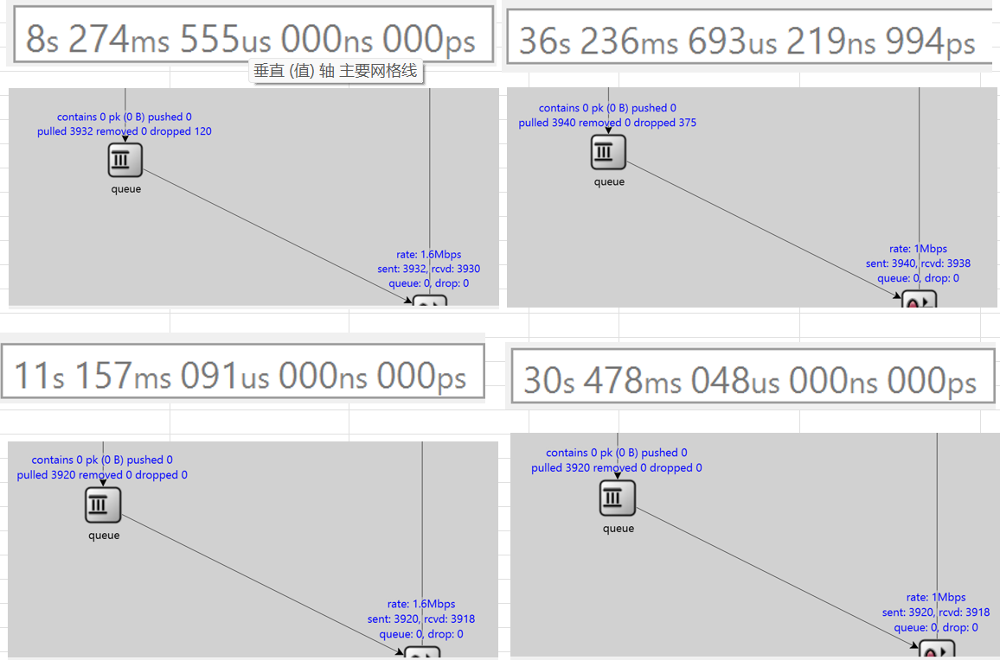 8s 274ms 555us 000ns 000ps
垂直 (值) 轴 主要网格线
contains 0 pk (0 B) pushed 0
pulled 3932 removed 0 dropped 120
queue
rate: 1.6Mbps
sent: 3932, rcvd: 3930
queue: 0, drop: 0
36s 236ms 693us 219ns 994ps
contains 0 pk (0 B) pushed 0
pulled 3940 removed 0 dropped 375
queue
rate: 1Mbps
sent: 3940, rcvd: 3938
queue: 0, drop: 0
11s 157ms 091us 000ns 000ps
contains 0 pk (0 B) pushed 0
pulled 3920 removed 0 dropped 0
queue
rate: 1.6Mbps
sent: 3920, rcvd: 3918
queue: 0, drop: 0
30s 478ms 048us 000ns 000ps
contains 0 pk (0 B) pushed 0
pulled 3920 removed 0 dropped 0
queue
rate: 1Mbps
sent: 3920, rcvd: 3918
queue: 0, drop: 0